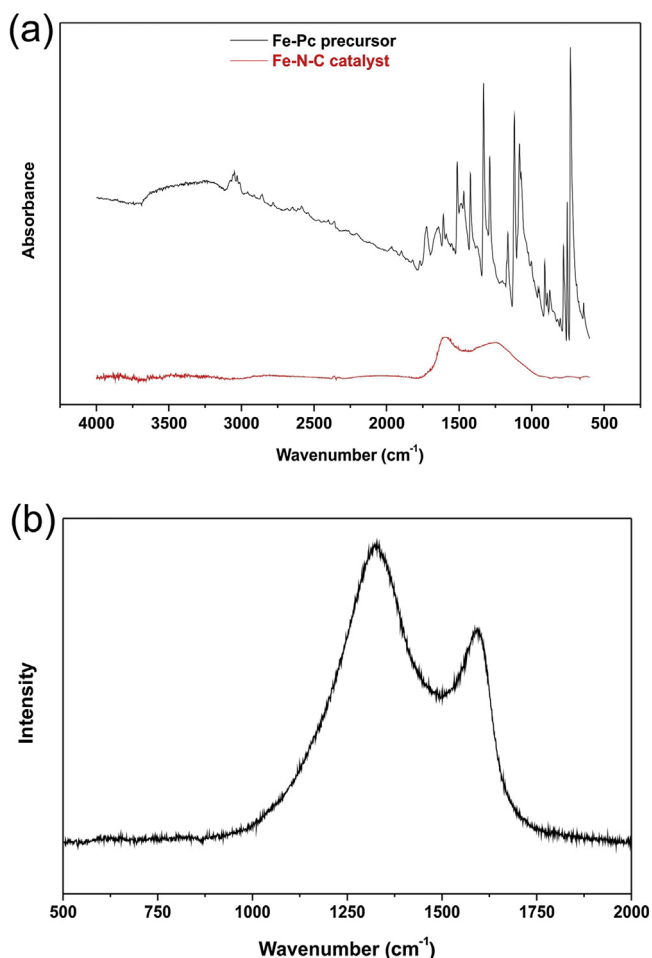 (a)
Fe-Pc precursor
Fe-N-C catalyst
Absorbance
4000 3500 3000 2500 2000 1500 1000 500
Wavenumber (cm⁻¹)
(b)
Intensity
500 750 1000 1250 1500 1750 2000
Wavenumber (cm⁻¹)